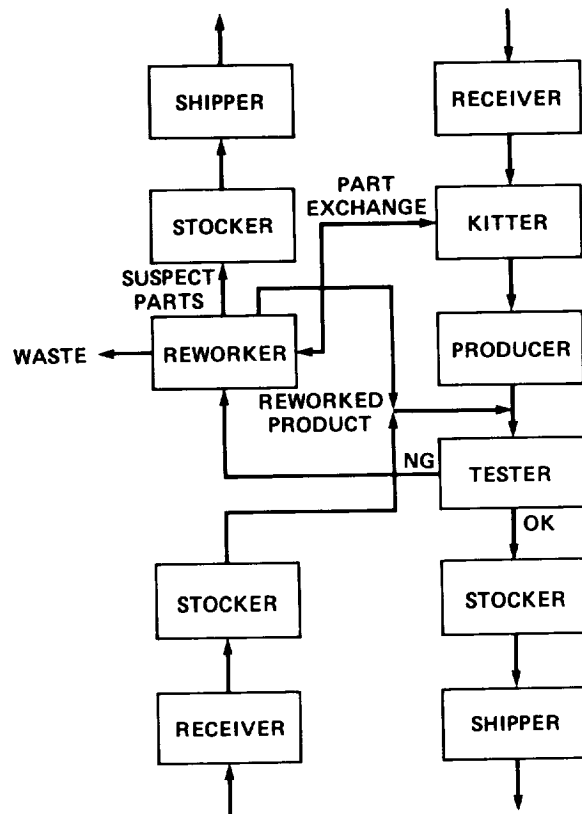 SHIPPER
RECEIVER
PART
EXCHANGE
STOCKER
KITTER
SUSPECT
PARTS
WASTE
REWORKER
PRODUCER
REWORKED
PRODUCT
NG
TESTER
OK
STOCKER
STOCKER
RECEIVER
SHIPPER